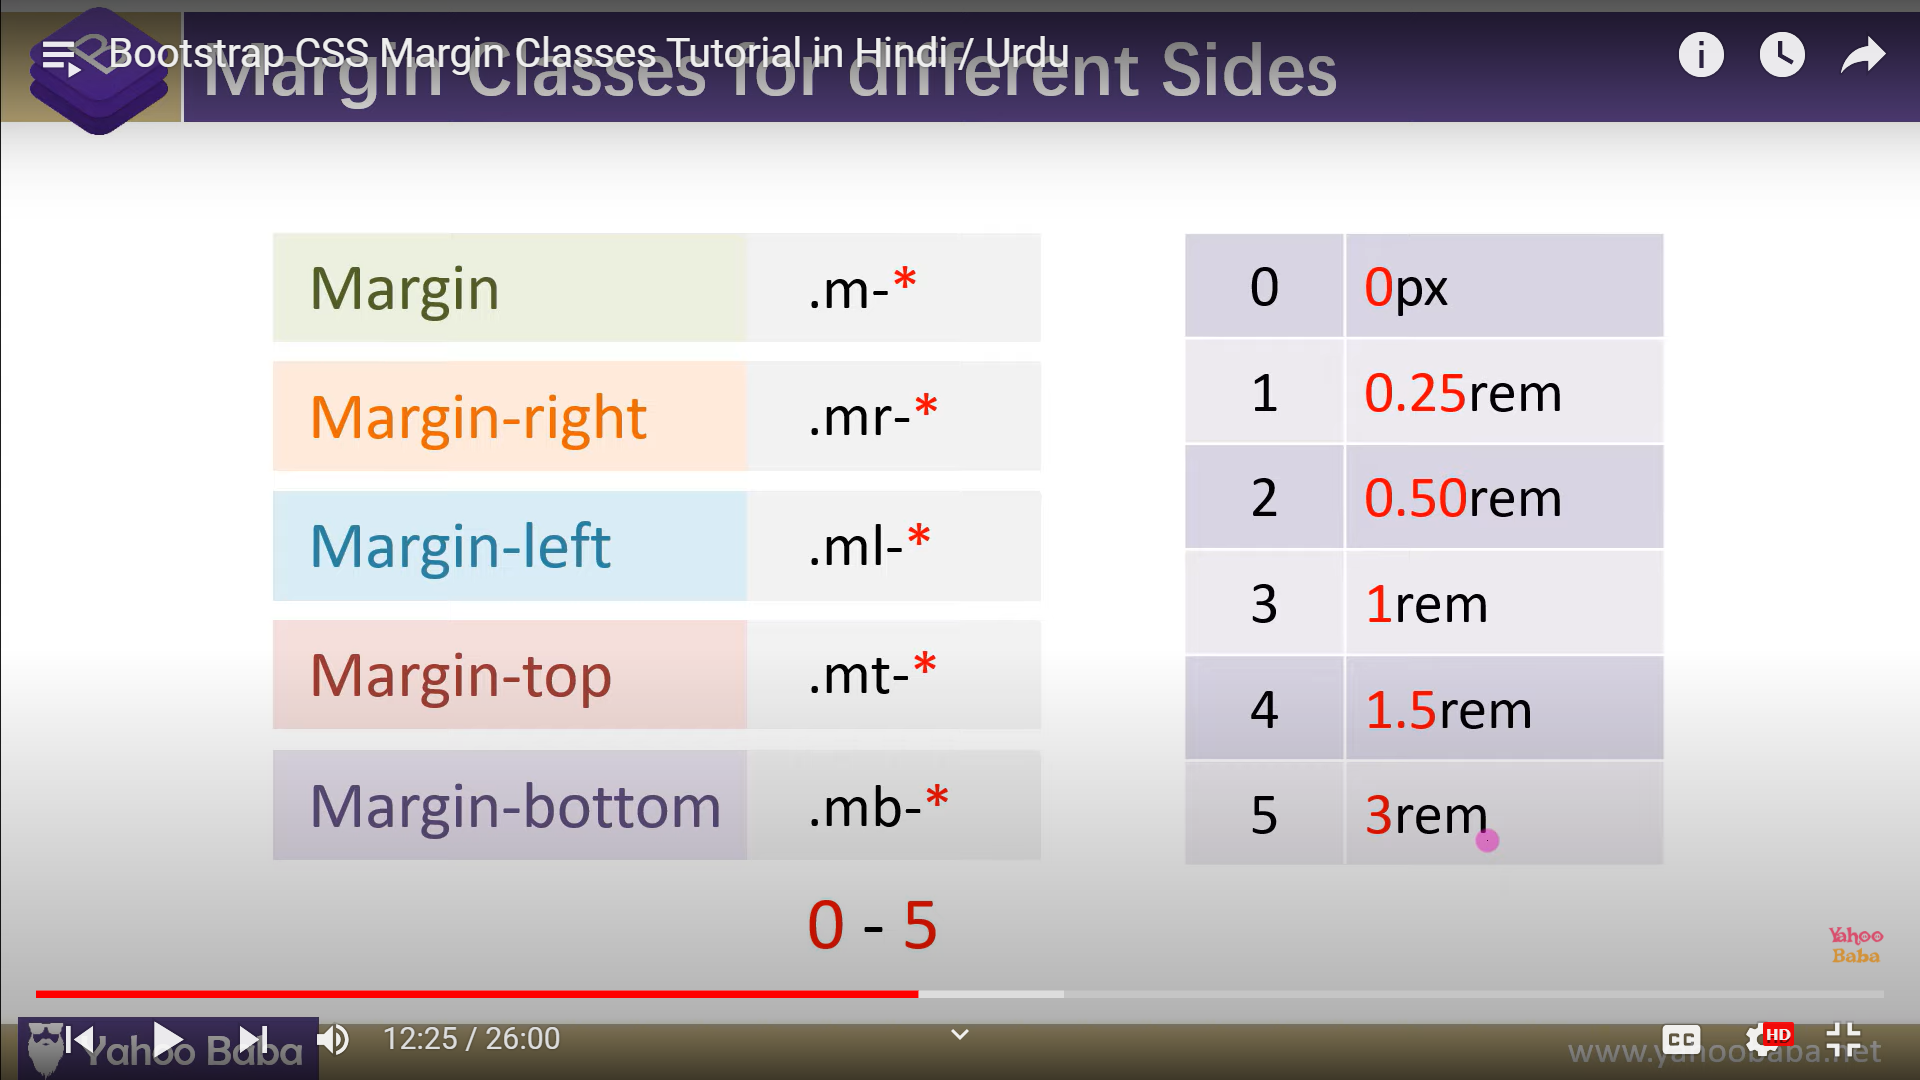 Bootstrap CSS Margin Classes Tutorial in Hindi/ Urdu
Margin Classes for different Sides
Margin .m-*
Margin-right .mr-*
Margin-left .ml-*
Margin-top .mt-*
Margin-bottom .mb-*
0 - 5
0 0px
1 0.25rem
2 0.50rem
3 1rem
4 1.5rem
5 3rem
Yahoo
Baba
Yahoo Baba
12:25 / 26:00
CC
HD
www.yahoobaba.net